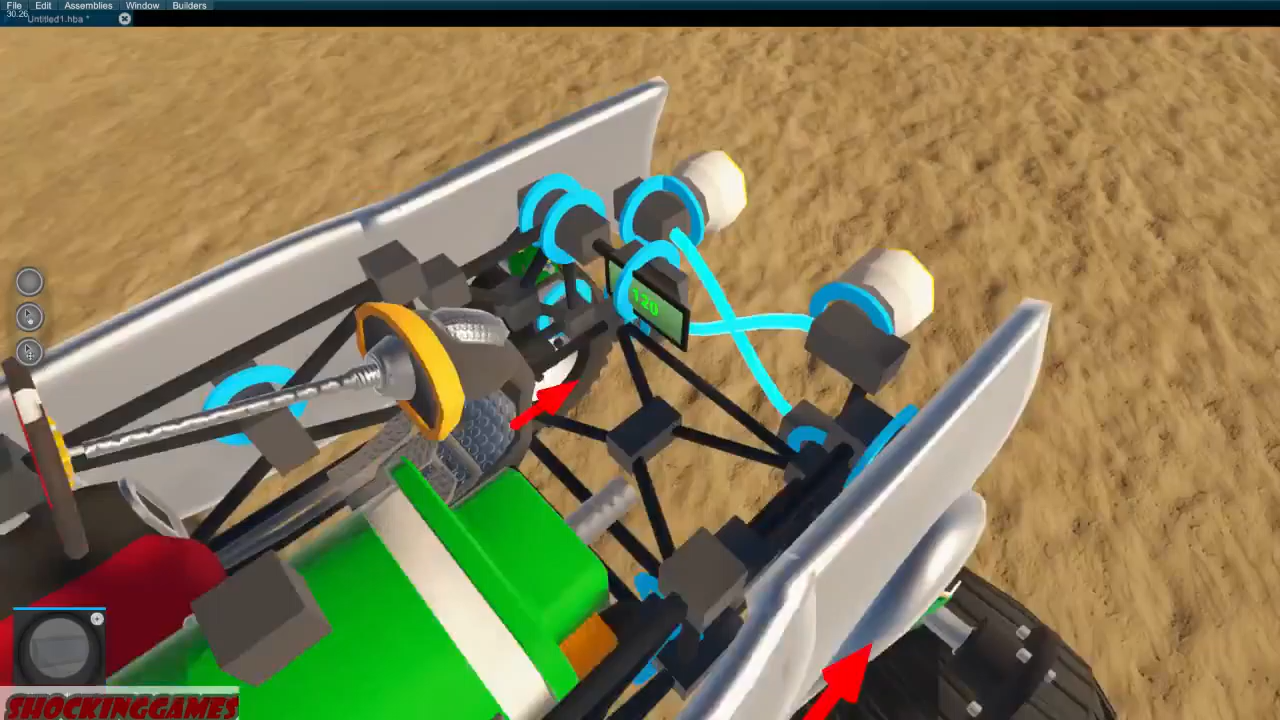 File Edit Assemblies Window Builders
30.26
Untitled1.hba *
120
SHOCKINGGAMES